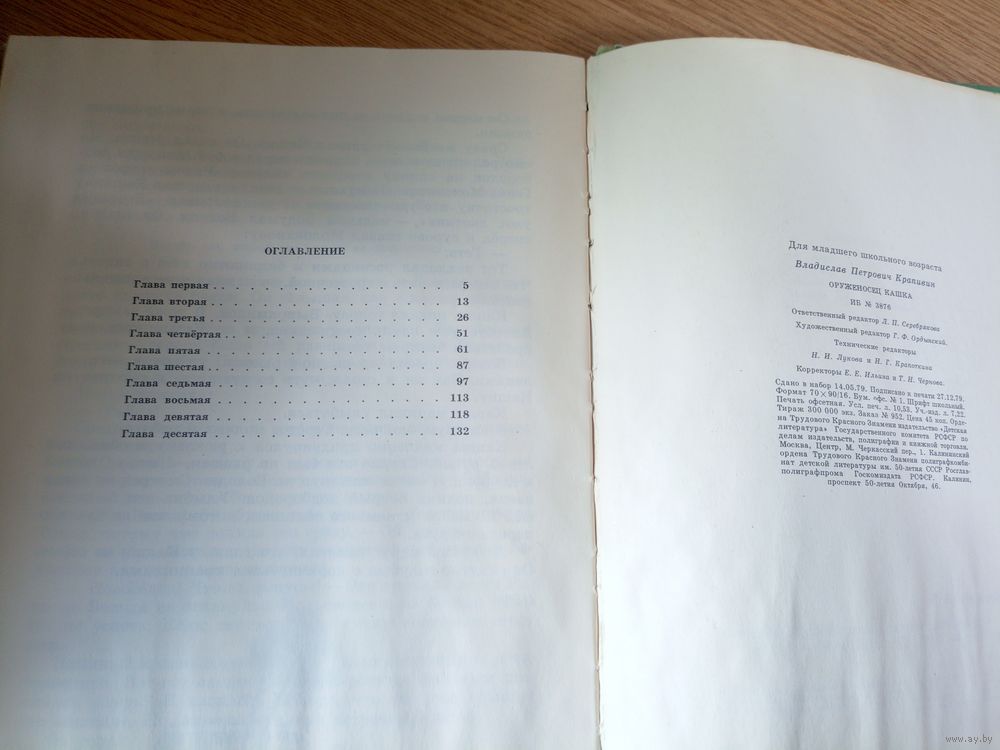 ОГЛАВЛЕНИЕ
Глава первая . . . . . . . . . . . . . . 5
Глава вторая . . . . . . . . . . . . . . 13
Глава третья . . . . . . . . . . . . . . 26
Глава четвёртая . . . . . . . . . . . . . 51
Глава пятая . . . . . . . . . . . . . . 61
Глава шестая . . . . . . . . . . . . . . 87
Глава седьмая . . . . . . . . . . . . . . 97
Глава восьмая . . . . . . . . . . . . . . 113
Глава девятая . . . . . . . . . . . . . . 118
Глава десятая . . . . . . . . . . . . . . 132
Для младшего школьного возраста
Владислав Петрович Крапивин
ОРУЖЕНОСЕЦ КАШКА
ИБ № 3876
Ответственный редактор Л. П. Серебрякова
Художественный редактор Г. Ф. Ордынский.
Технические редакторы
Н. И. Лукова и Н. Г. Крапоткина
Корректоры Е. Е. Ильина и Т. Н. Чернова.
Сдано в набор 14.05.79. Подписано к печати 27.12.79.
Формат 70×90/16. Бум. офс. № 1. Шрифт школьный.
Печать офсетная. Усл. печ. л. 10,53. Уч.-изд. л. 7,22.
Тираж 300 000 экз. Заказ № 952. Цена 45 коп. Орде-
на Трудового Красного Знамени издательство «Детская
литература» Государственного комитета РСФСР по
делам издательств, полиграфии и книжной торговли.
Москва, Центр, М. Черкасский пер., 1. Калининский
ордена Трудового Красного Знамени полиграфкомби-
нат детской литературы им. 50-летия СССР Росглав-
полиграфпрома Госкомиздата РСФСР. Калинин,
проспект 50-летия Октября, 46.
www.ay.by